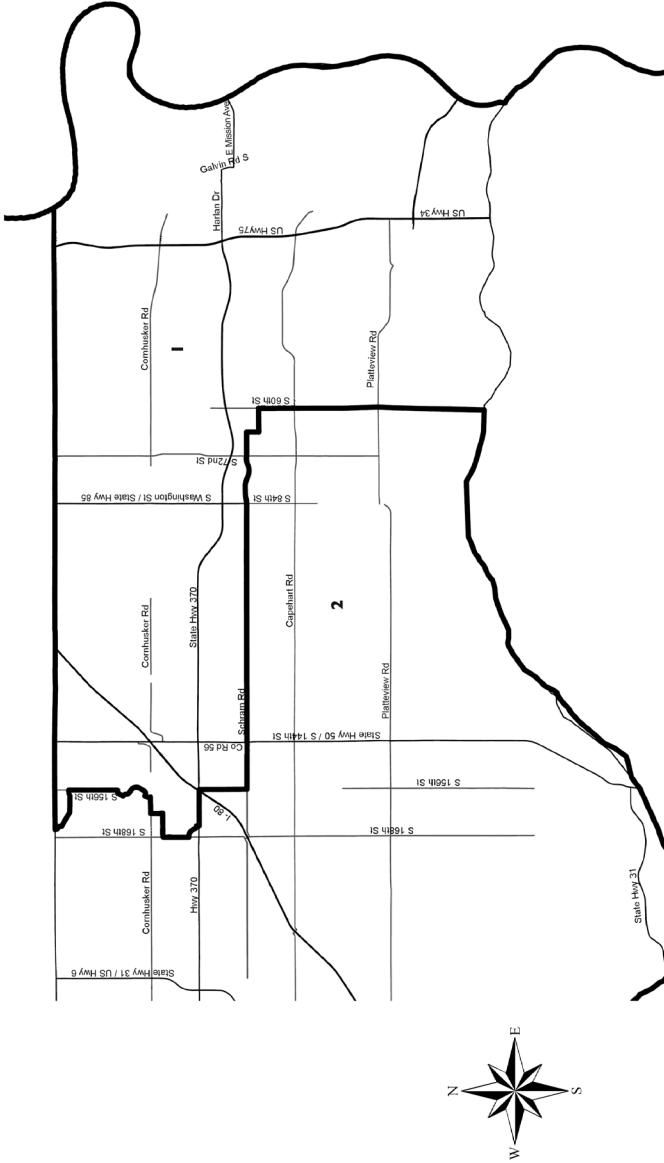 E Mission Ave
Galvin Rd S
Harlan Dr
US Hwy 34
US Hwy75
Cornhusker Rd
1
Platteview Rd
S 60th St
S 72nd St
S Washington St / State Hwy 85
S 84th St
Capehart Rd
2
State Hwy 370
Cornhusker Rd
Platteview Rd
Schram Rd
Co Rd 56
State Hwy 50 / S 144th St
S 156th St
S 156th St
I- 80
S 168th St
S 168th St
Cornhusker Rd
Hwy 370
State Hwy 31
State Hwy 31 / US Hwy 6
N
E
S
W